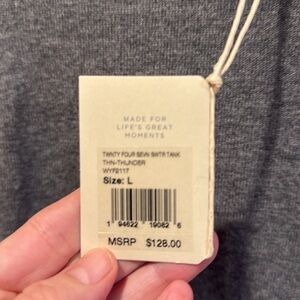 MADE FOR
LIFE'S GREAT
MOMENTS
TWNTY FOUR SEVN SWTR TANK
THN-THUNDER
WYF2117
Size: L
1 94622 19082 6
MSRP $128.00